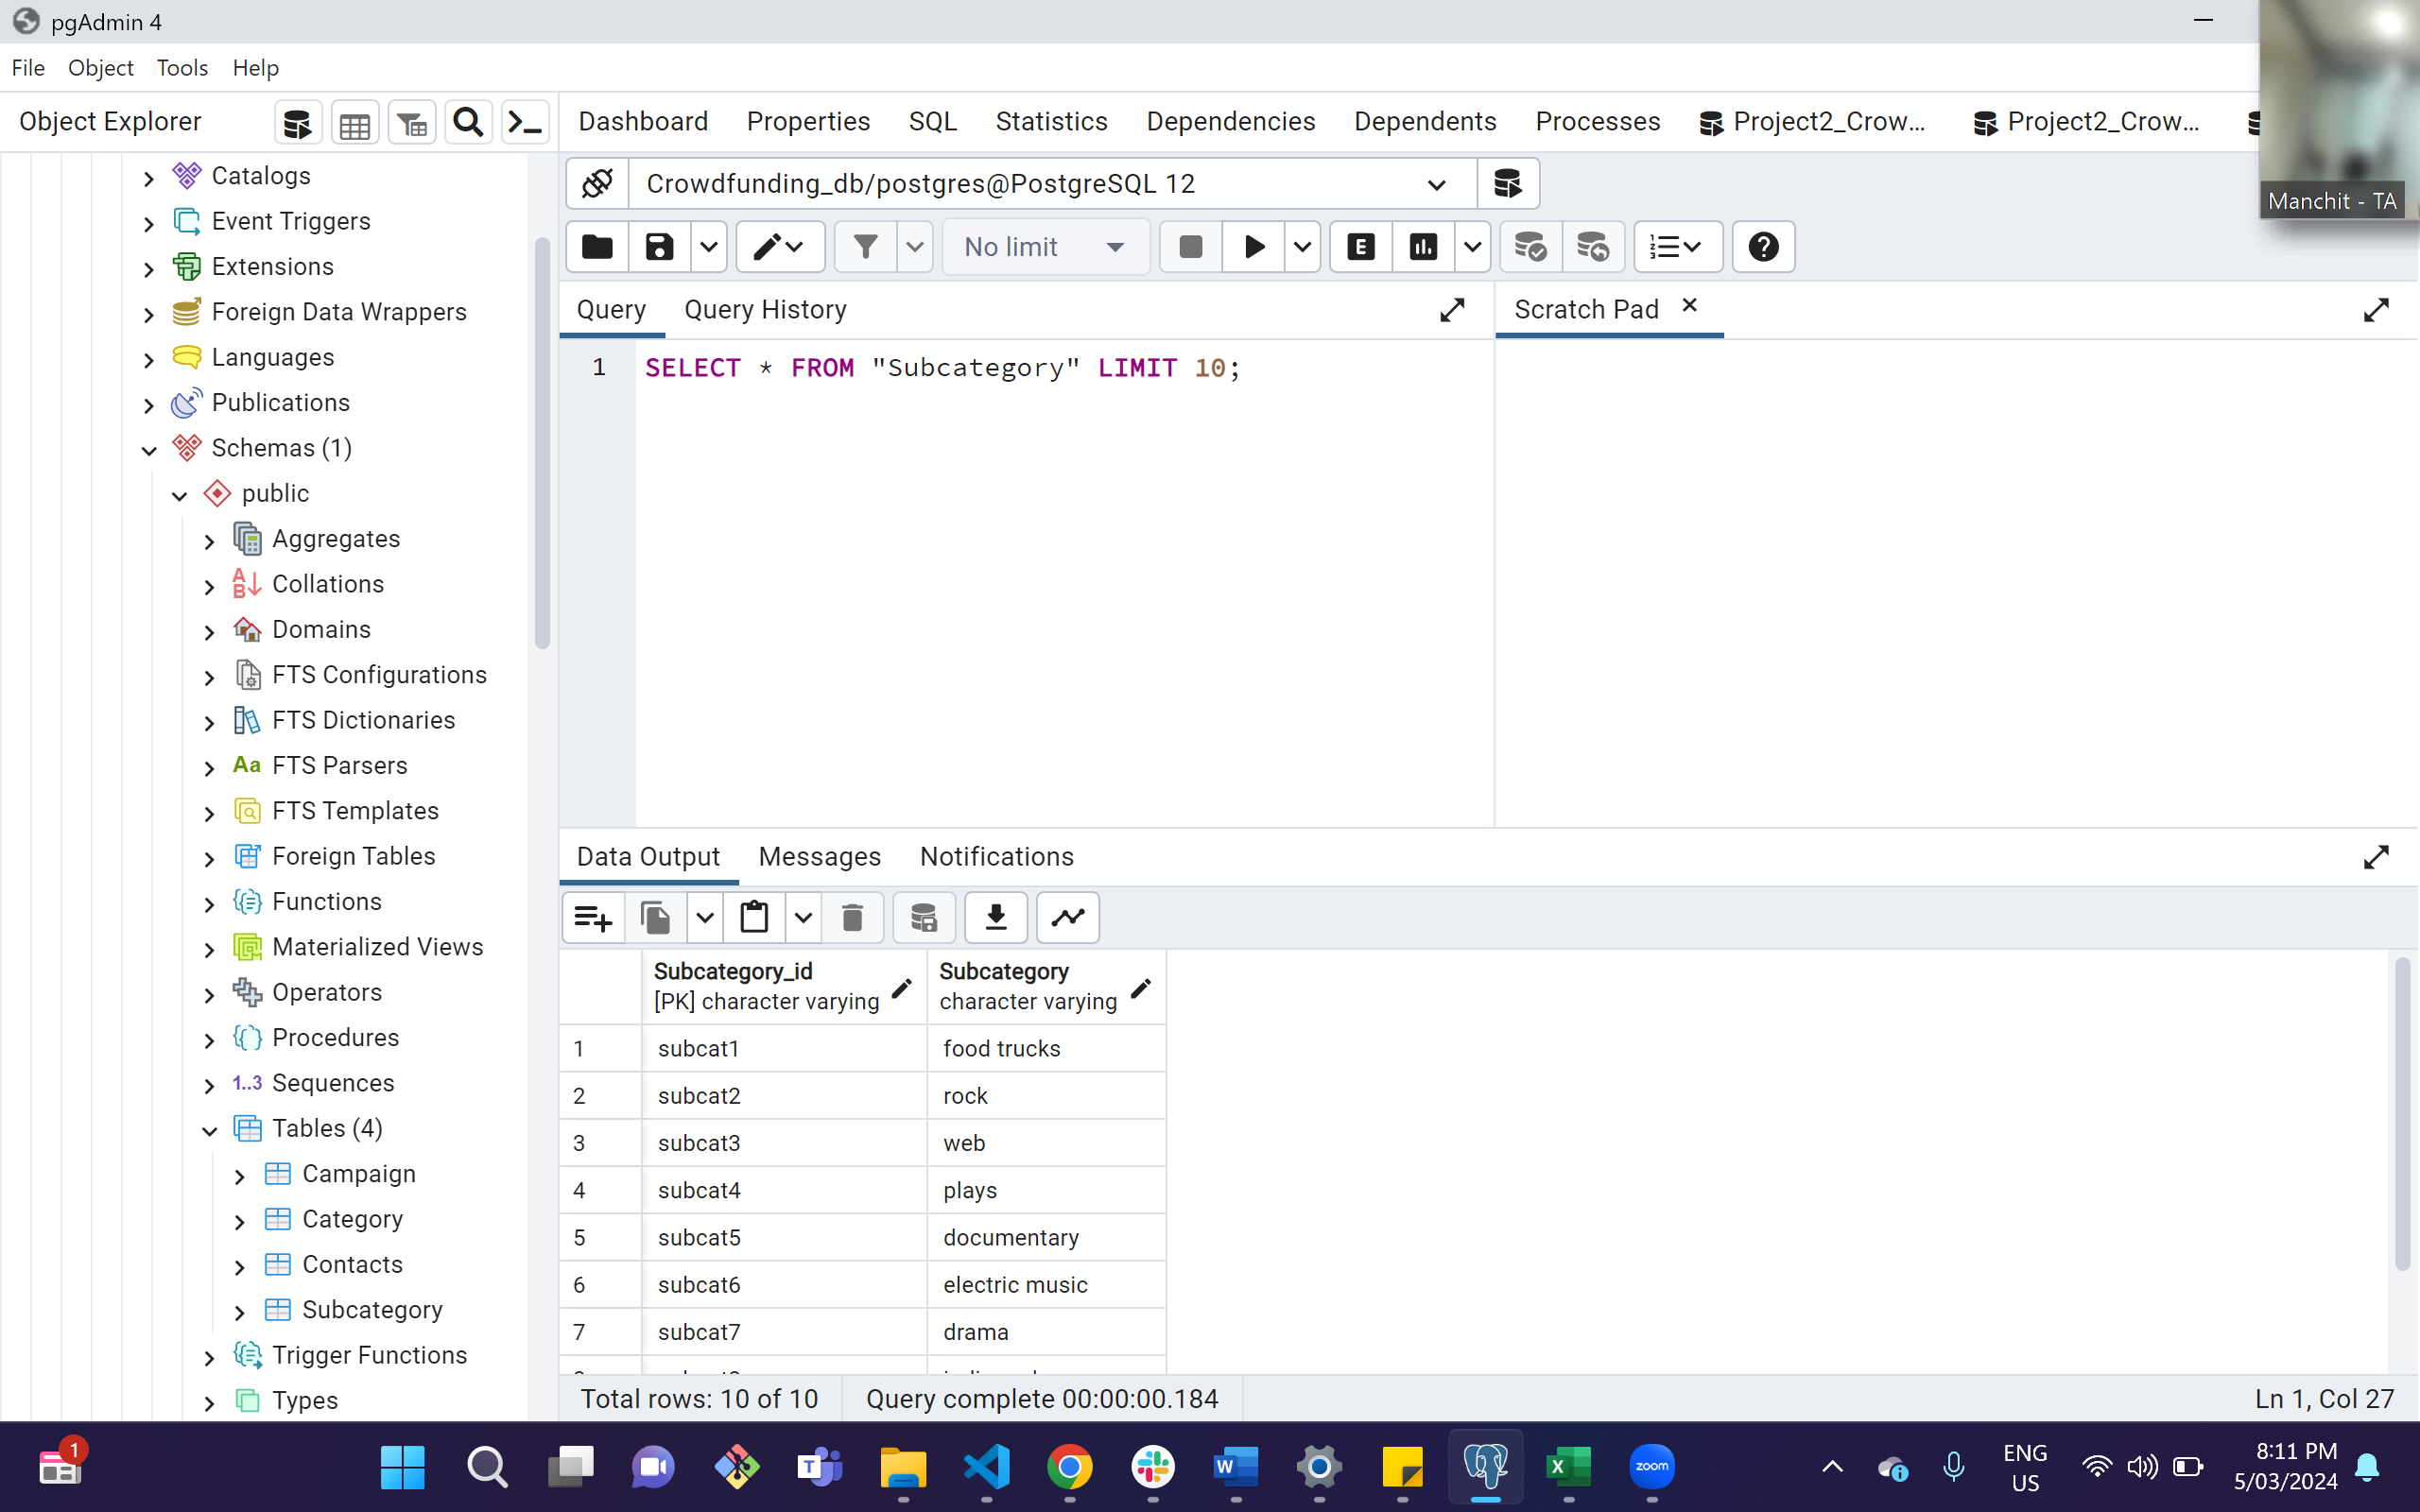 pgAdmin 4
File Object Tools Help
Object Explorer
Dashboard Properties SQL Statistics Dependencies Dependents Processes Project2_Crow... Project2_Crow...
Manchit - TA
Crowdfunding_db/postgres@PostgreSQL 12
No limit
E
Query Query History
Scratch Pad
1 SELECT * FROM "Subcategory" LIMIT 10;
Catalogs
Event Triggers
Extensions
Foreign Data Wrappers
Languages
Publications
Schemas (1)
public
Aggregates
Collations
Domains
FTS Configurations
FTS Dictionaries
Aa FTS Parsers
FTS Templates
Foreign Tables
Functions
Materialized Views
Operators
Procedures
1..3 Sequences
Tables (4)
Campaign
Category
Contacts
Subcategory
Trigger Functions
Types
Data Output Messages Notifications
Subcategory_id Subcategory
[PK] character varying character varying
1 subcat1 food trucks
2 subcat2 rock
3 subcat3 web
4 subcat4 plays
5 subcat5 documentary
6 subcat6 electric music
7 subcat7 drama
Total rows: 10 of 10 Query complete 00:00:00.184 Ln 1, Col 27
1
zoom
ENG
US
8:11 PM
5/03/2024